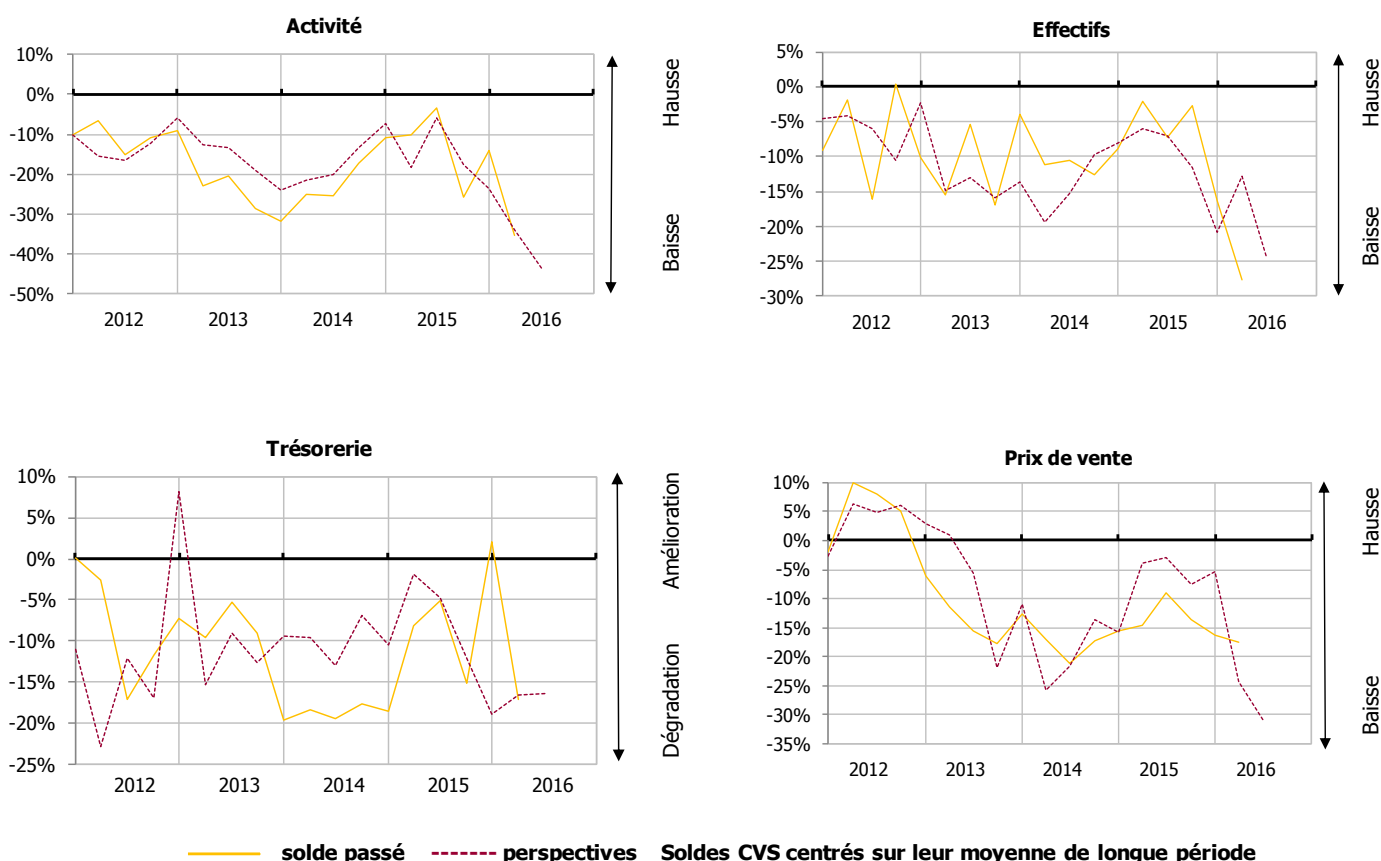 Activité
10%
0%
-10%
-20%
-30%
-40%
-50%
2012 2013 2014 2015 2016
Hausse
Baisse
Effectifs
5%
0%
-5%
-10%
-15%
-20%
-25%
-30%
2012 2013 2014 2015 2016
Hausse
Baisse
Trésorerie
10%
5%
0%
-5%
-10%
-15%
-20%
-25%
2012 2013 2014 2015 2016
Amélioration
Dégradation
Prix de vente
10%
5%
0%
-5%
-10%
-15%
-20%
-25%
-30%
-35%
2012 2013 2014 2015 2016
Hausse
Baisse
solde passé perspectives Soldes CVS centrés sur leur moyenne de longue période